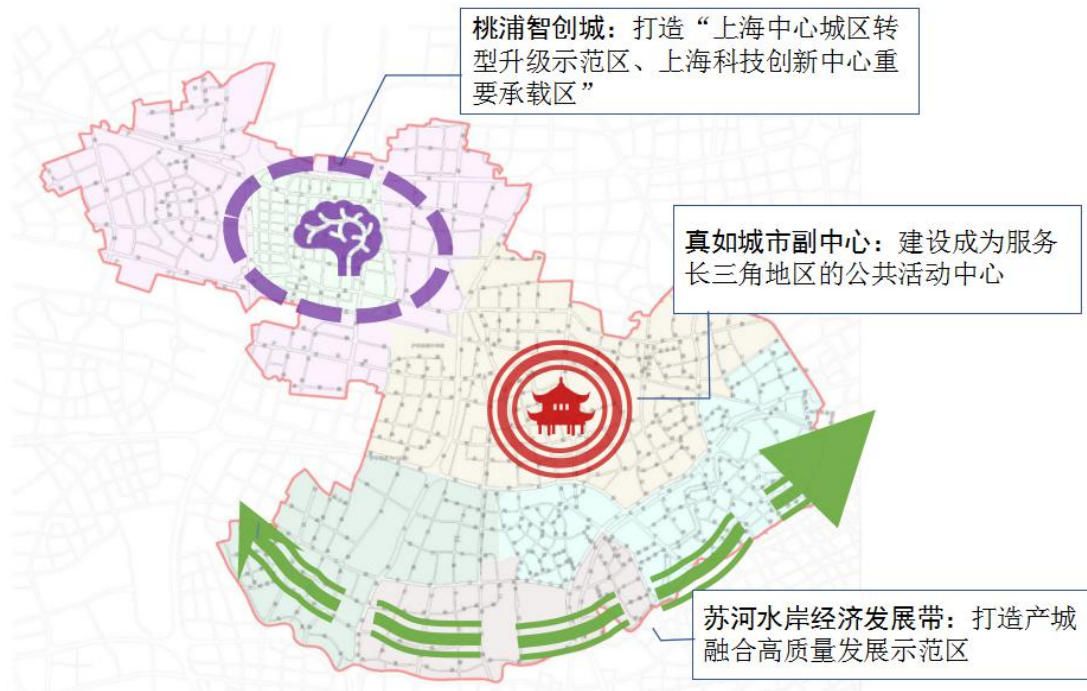 桃浦智创城：打造“上海中心城区转
型升级示范区、上海科技创新中心重
要承载区”
真如城市副中心：建设成为服务
长三角地区的公共活动中心
苏河水岸经济发展带：打造产城
融合高质量发展示范区